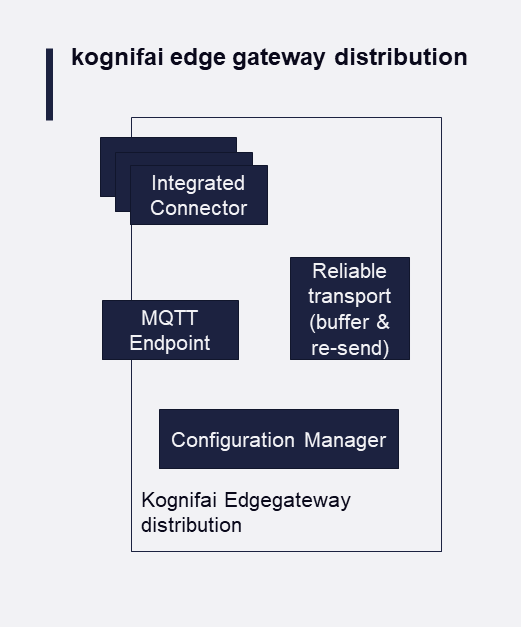 kognifai edge gateway distribution
Integrated
Connector
Reliable
transport
(buffer &
re-send)
MQTT
Endpoint
Configuration Manager
Kognifai Edgegateway
distribution